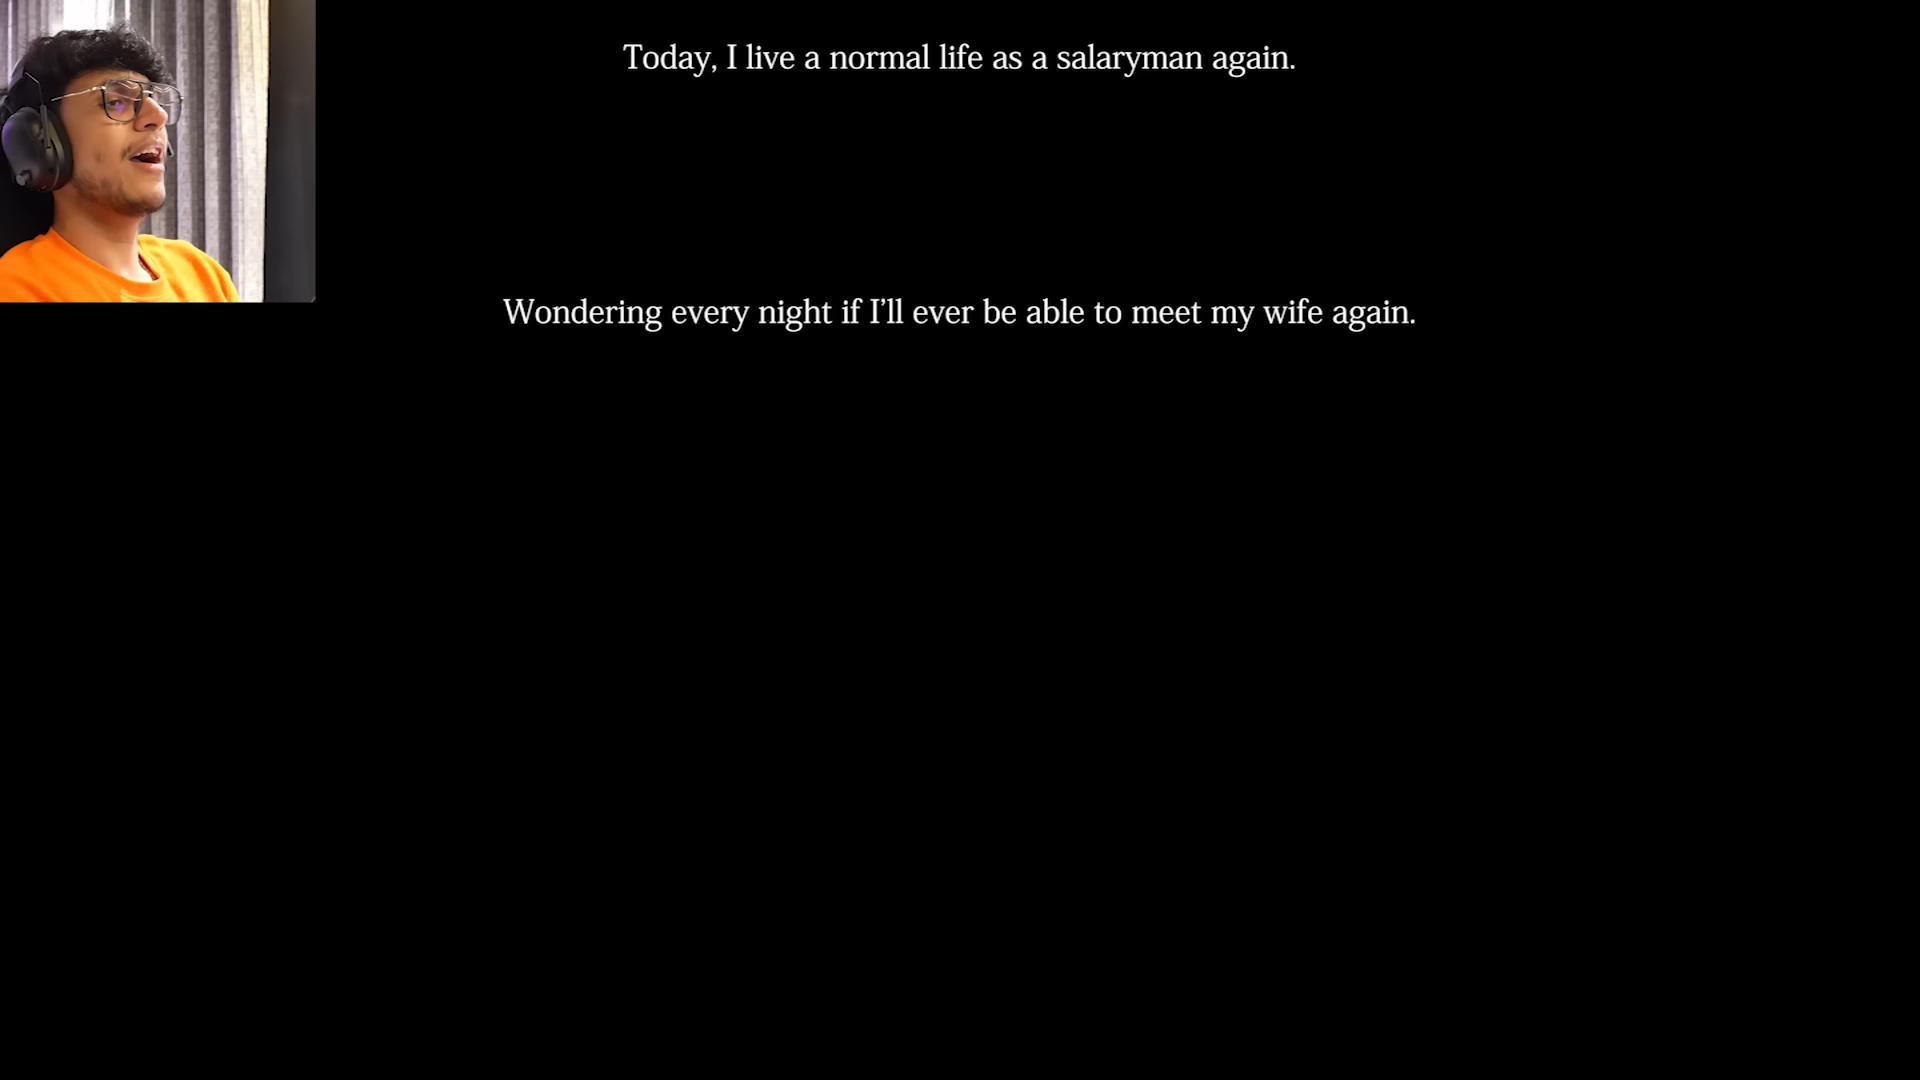 Today, I live a normal life as a salaryman again.
Wondering every night if I’ll ever be able to meet my wife again.